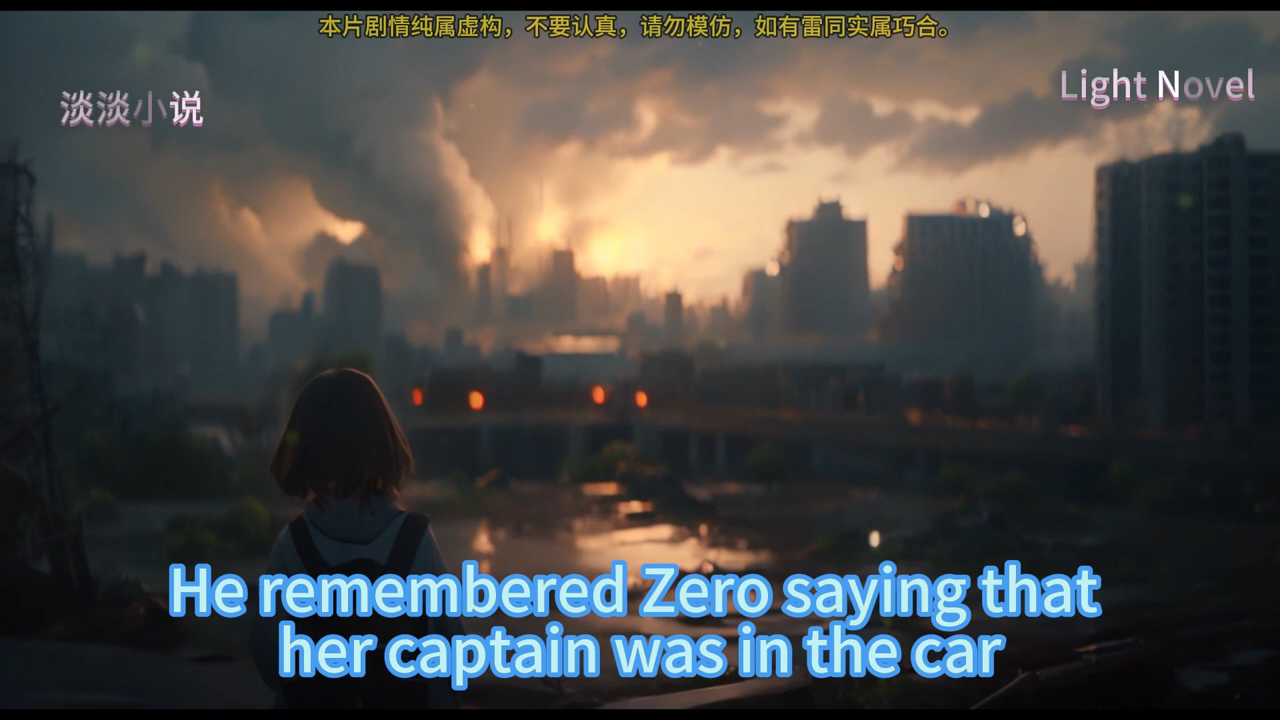 本片剧情纯属虚构，不要认真，请勿模仿，如有雷同实属巧合。
淡淡小说
Light Novel
He remembered Zero saying that
her captain was in the car